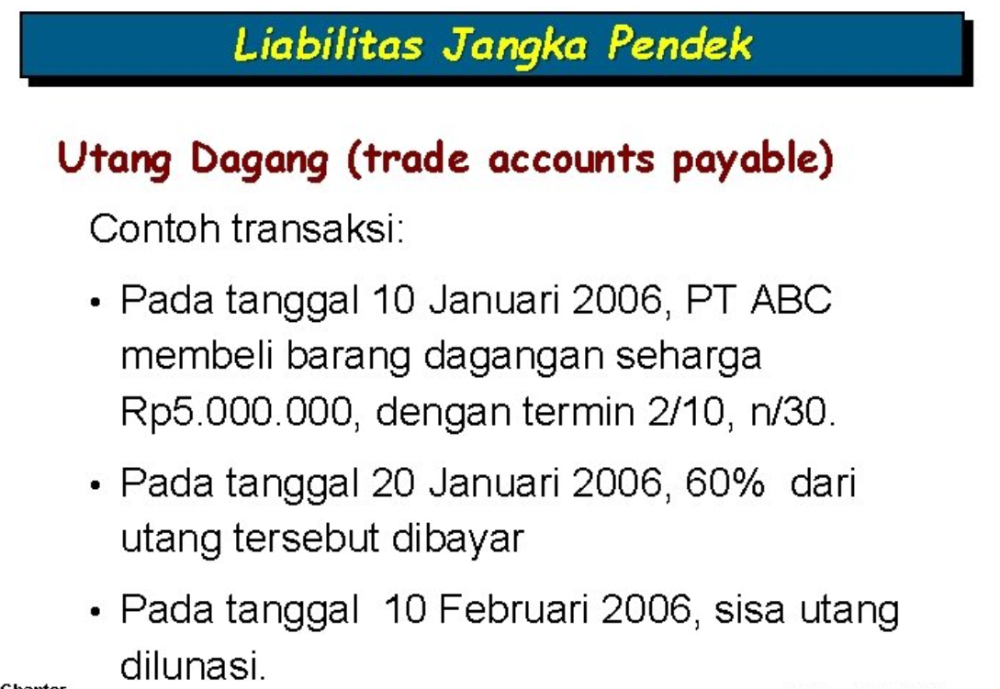 Liabilitas Jangka Pendek
Utang Dagang (trade accounts payable)
Contoh transaksi:
• Pada tanggal 10 Januari 2006, PT ABC
membeli barang dagangan seharga
Rp5.000.000, dengan termin 2/10, n/30.
• Pada tanggal 20 Januari 2006, 60% dari
utang tersebut dibayar
• Pada tanggal 10 Februari 2006, sisa utang
dilunasi.